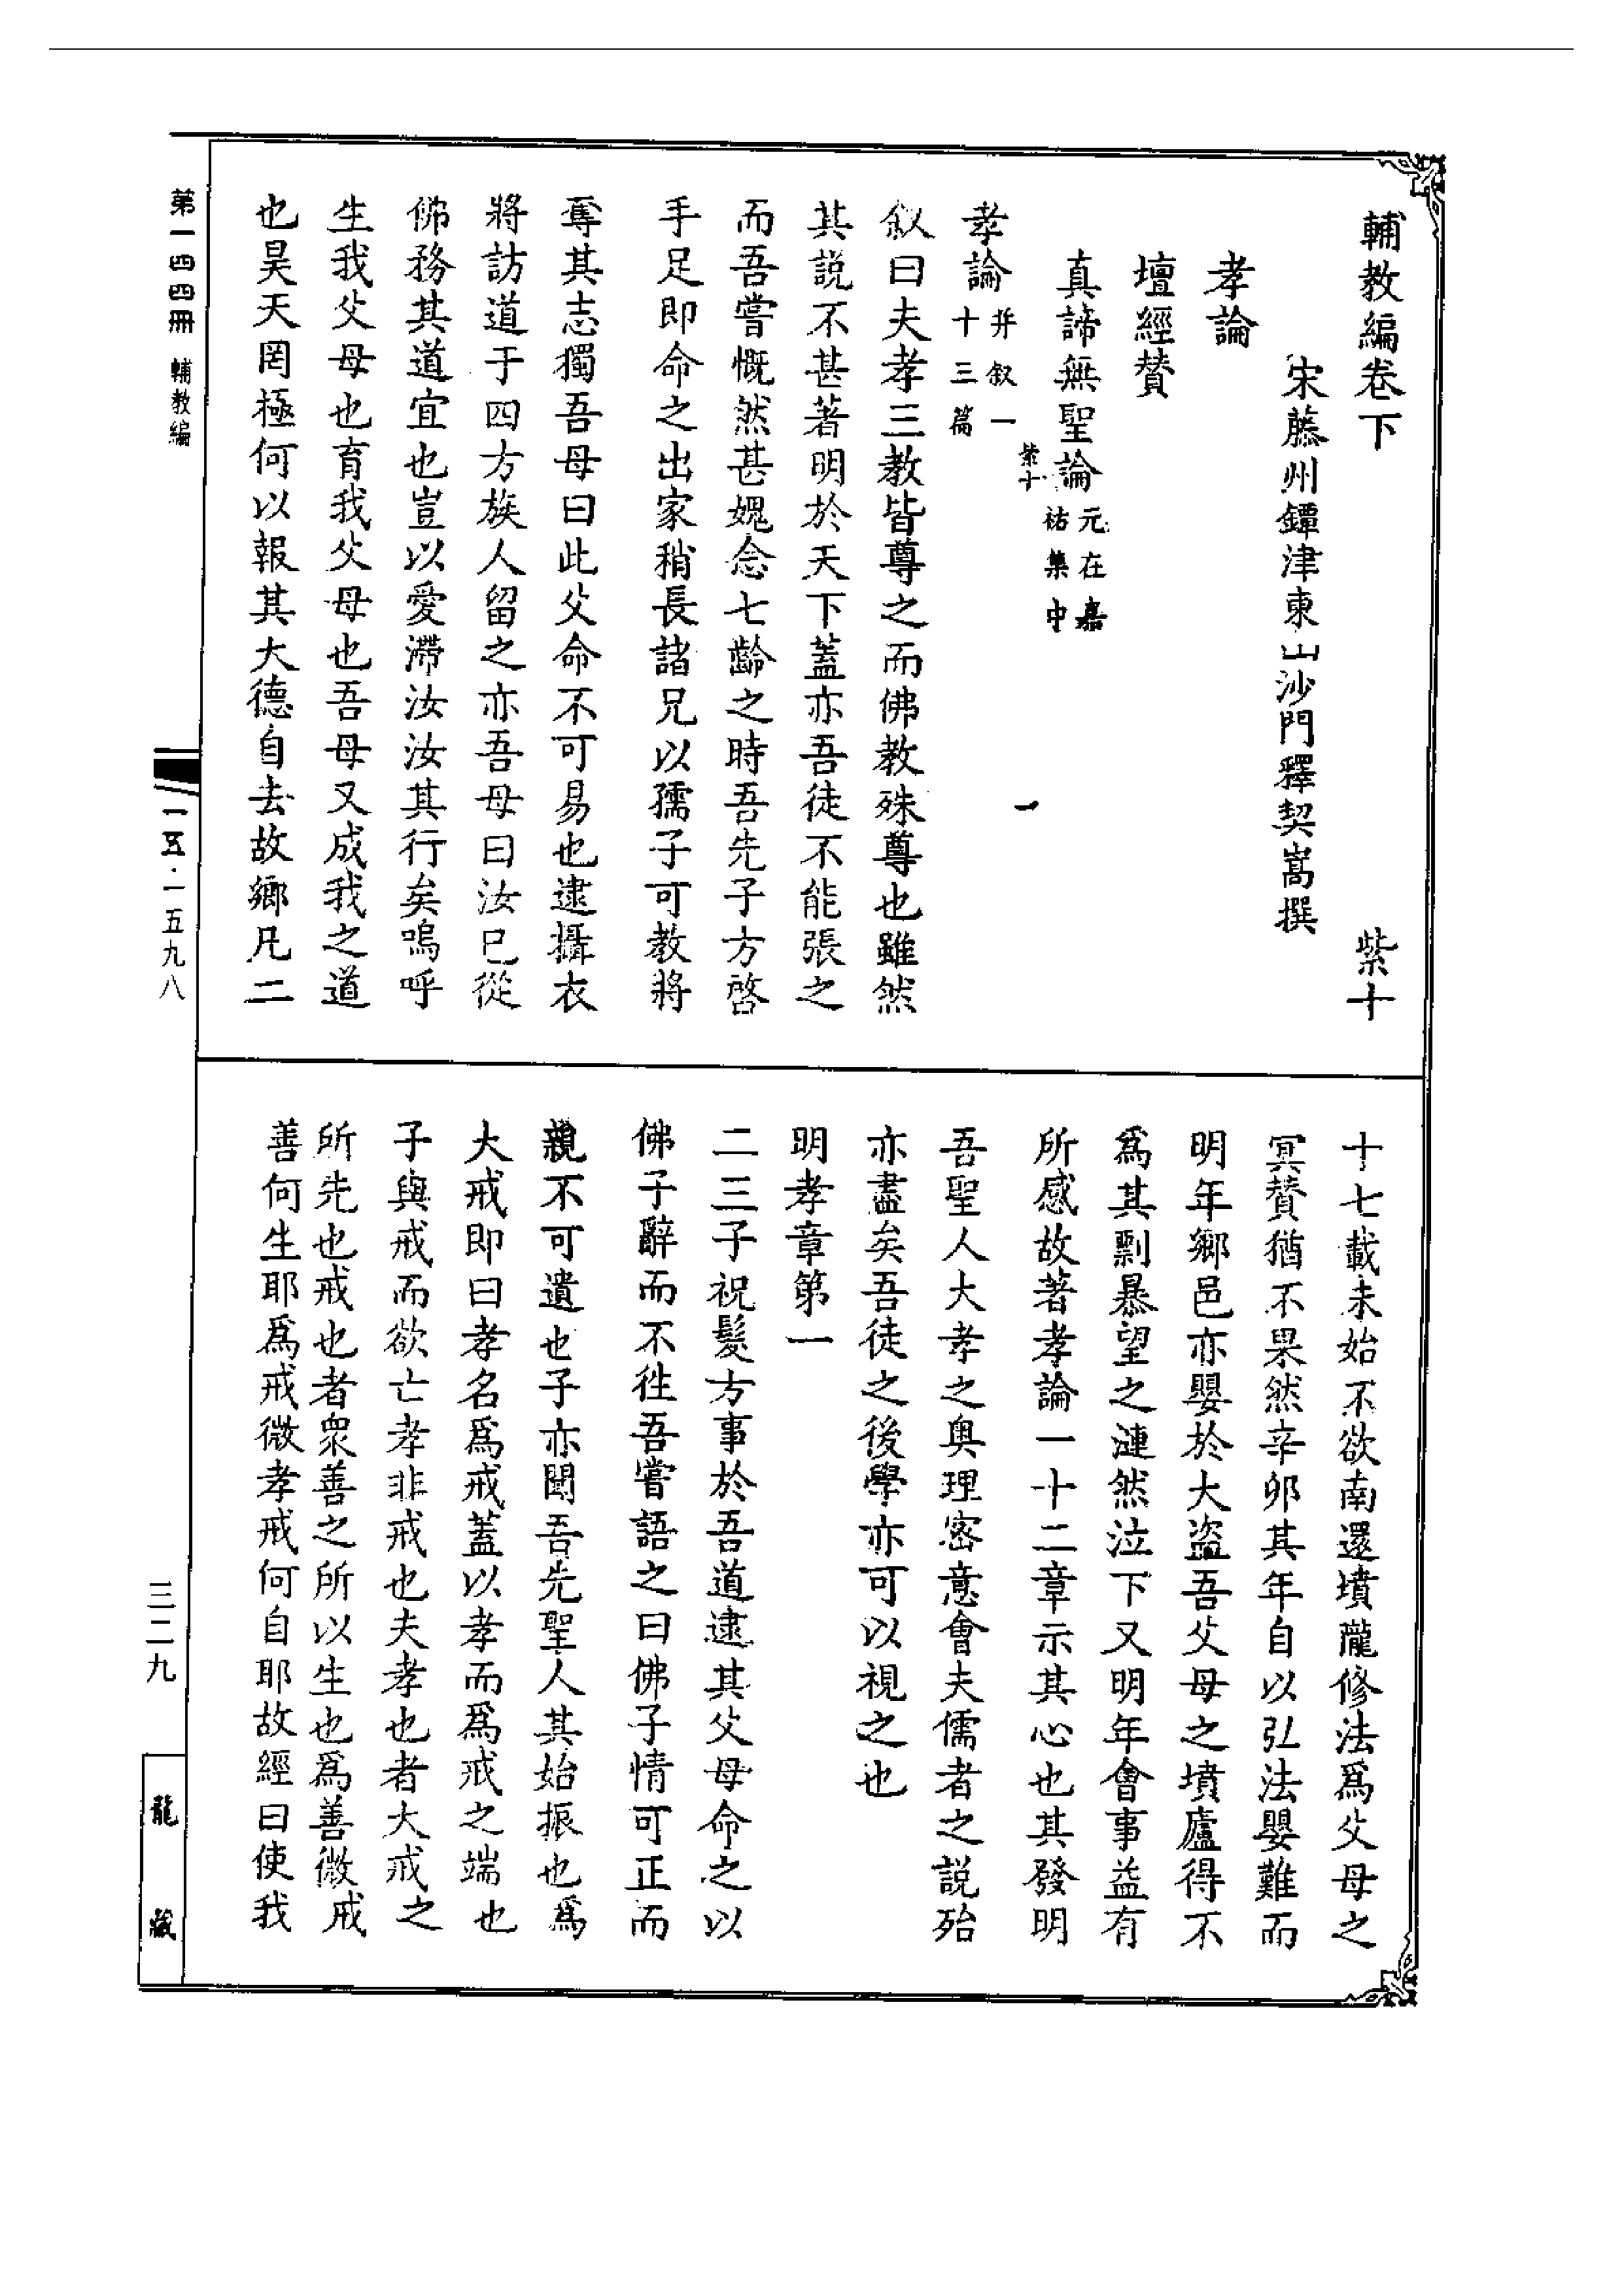 輔教編卷下　紫十
宋藤州鐔津東山沙門釋契嵩撰
孝論
壇經贊
真諦無聖論元在嘉祐集中
紫十　一
孝論并叙一十三篇
叙曰夫孝三教皆尊之而佛教殊尊也雖然
其説不甚著明於天下蓋亦吾徒不能張之
而吾嘗慨然甚媿念七齡之時吾先子方啓
手足即命之出家稍長諸兄以孺子可教將
奪其志獨吾母曰此父命不可易也逮攝衣
將訪道于四方族人留之亦吾母曰汝已從
佛務其道宜也豈以愛滯汝汝其行矣嗚呼
生我父母也育我父母也吾母又成我之道
也昊天罔極何以報其大德自去故鄉凡二
十七載未始不欲南還墳隴修法為父母之
冥贊猶不果然辛卯其年自以弘法嬰難而
明年鄉邑亦嬰於大盜吾父母之墳廬得不
為其剽暴望之漣然泣下又明年會事益有
所感故著孝論一十二章示其心也其發明
吾聖人大孝之奥理密意會夫儒者之説殆
亦盡矣吾徒之後學亦可以視之也
明孝章第一
二三子祝髮方事於吾道逮其父母命之以
佛子辭而不徃吾嘗語之曰佛子情可正而
親不可遺也子亦聞吾先聖人其始振也為
大戒即曰孝名為戒蓋以孝而為戒之端也
子與戒而欲亡孝非戒也夫孝也者大戒之
所先也戒也者衆善之所以生也為善微戒
善何生耶為戒微孝戒何自耶故經曰使我
第一四四冊　輔教編
一五·一五九八
三二九
龍藏